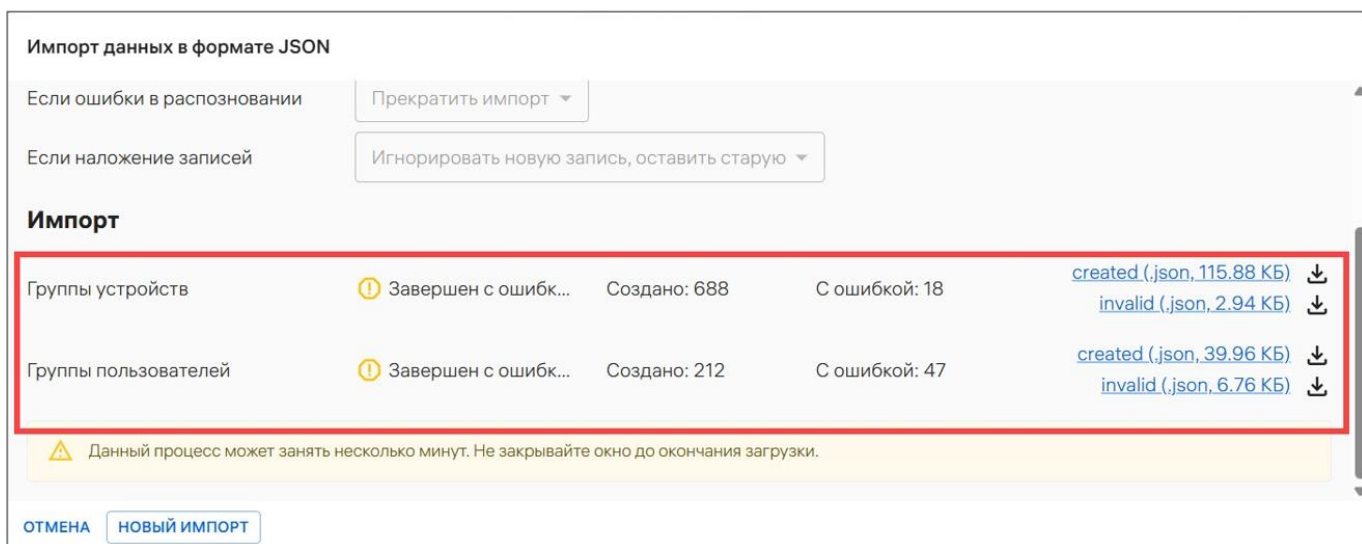 Импорт данных в формате JSON
Если ошибки в распозновании Прекратить импорт
Если наложение записей Игнорировать новую запись, оставить старую
Импорт
Группы устройств Завершен с ошибк... Создано: 688 С ошибкой: 18 created (.json, 115.88 КБ)
invalid (.json, 2.94 КБ)
Группы пользователей Завершен с ошибк... Создано: 212 С ошибкой: 47 created (.json, 39.96 КБ)
invalid (.json, 6.76 КБ)
Данный процесс может занять несколько минут. Не закрывайте окно до окончания загрузки.
ОТМЕНА НОВЫЙ ИМПОРТ